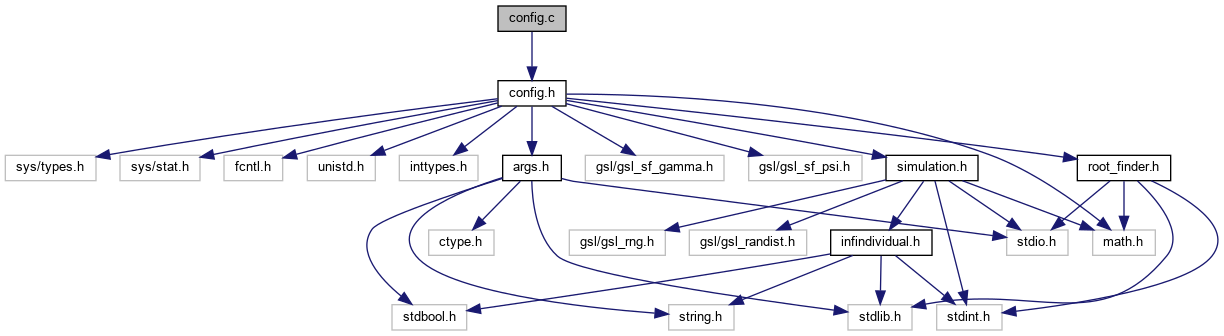 config.c
config.h
sys/types.h
sys/stat.h
fcntl.h
unistd.h
inttypes.h
args.h
gsl/gsl_sf_gamma.h
gsl/gsl_sf_psi.h
simulation.h
root_finder.h
ctype.h
gsl/gsl_rng.h
gsl/gsl_randist.h
infindividual.h
stdio.h
math.h
stdbool.h
string.h
stdlib.h
stdint.h